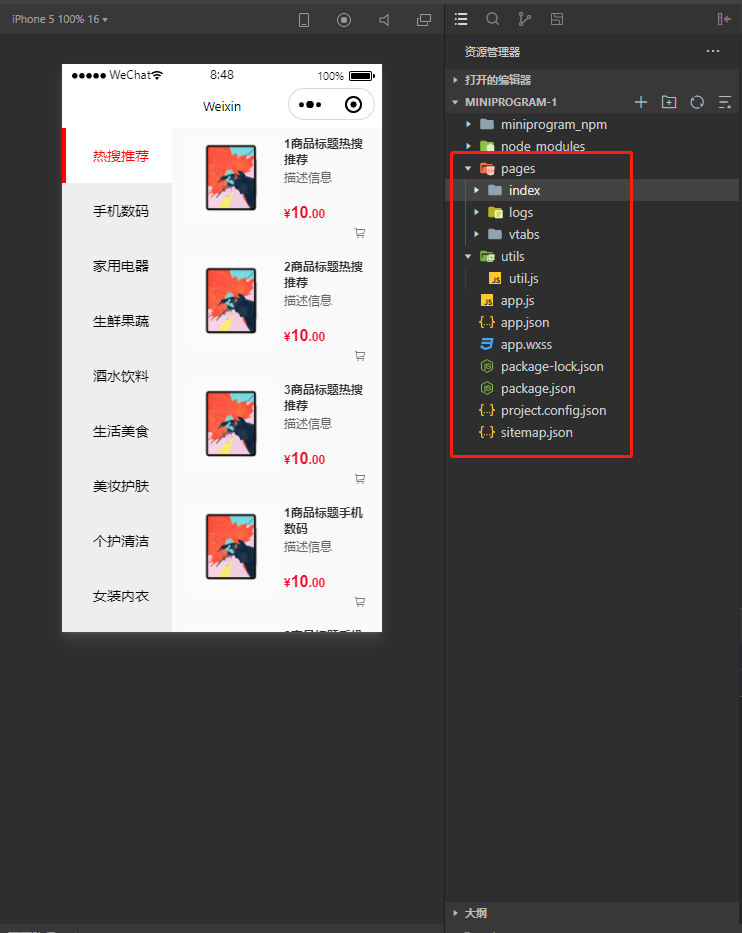 iPhone 5 100% 16
WeChat
8:48
100%
Weixin
热搜推荐
手机数码
家用电器
生鲜果蔬
酒水饮料
生活美食
美妆护肤
个护清洁
女装内衣
1商品标题热搜
推荐
描述信息
¥10.00
2商品标题热搜
推荐
描述信息
¥10.00
3商品标题热搜
推荐
描述信息
¥10.00
1商品标题手机
数码
描述信息
¥10.00
资源管理器
打开的编辑器
MINIPROGRAM-1
miniprogram_npm
node_modules
pages
index
logs
vtabs
utils
util.js
app.js
app.json
app.wxss
package-lock.json
package.json
project.config.json
sitemap.json
大纲